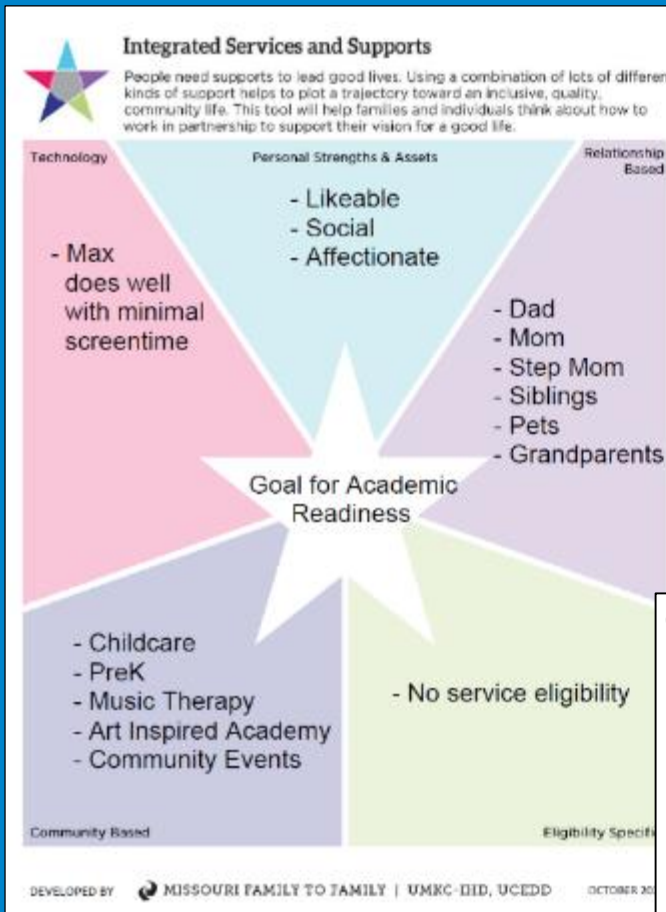 Integrated Services and Supports
People need supports to lead good lives. Using a combination of lots of
kinds of support helps to plot a trajectory toward an inclusive, quality,
community life. This tool will help families and individuals think about how to
work in partnership to support their vision for a good life.
Technology
Personal Strengths & Assets
Relationship
Based
- Likeable
- Social
- Affectionate
- Max
does well
with minimal
screentime
- Dad
- Mom
- Step Mom
- Siblings
- Pets
- Grandparents
Goal for Academic
Readiness
- Childcare
- PreK
- Music Therapy
- Art Inspired Academy
- Community Events
- No service eligibility
Community Based
Eligibility
DEVELOPED BY MISSOURI FAMILY TO FAMILY | UMKC-IHD, UCEDD OCTOBER